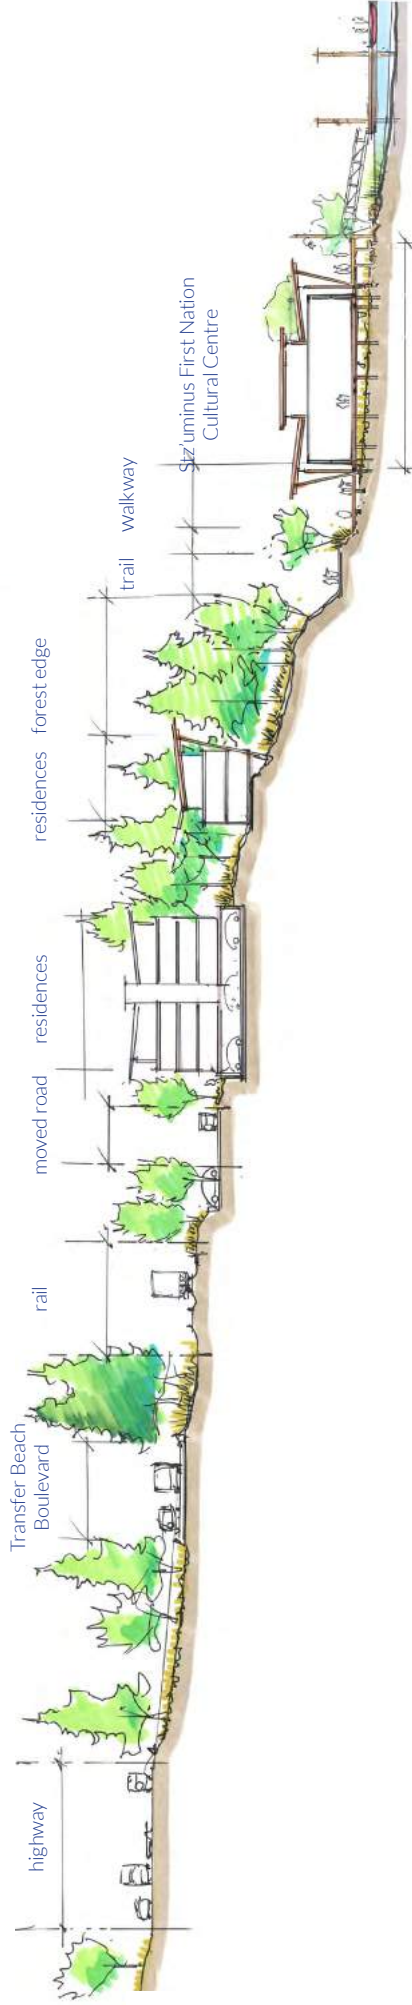 highway
Transfer Beach
Boulevard
rail
moved road
residences
residences
forest edge
trail
walkway
Stz'uminus First Nation
Cultural Centre